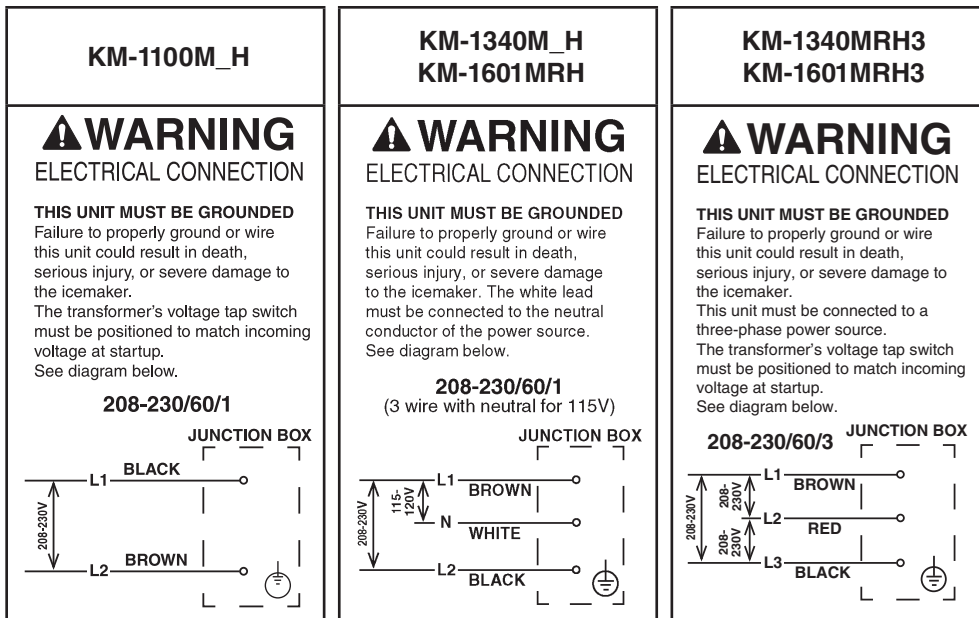 KM-1100M_H
WARNING
ELECTRICAL CONNECTION
THIS UNIT MUST BE GROUNDED
Failure to properly ground or wire
this unit could result in death,
serious injury, or severe damage to
the icemaker.
The transformer's voltage tap switch
must be positioned to match incoming
voltage at startup.
See diagram below.
208-230/60/1
JUNCTION BOX
L1
BLACK
208-230V
L2
BROWN
KM-1340M_H
KM-1601MRH
WARNING
ELECTRICAL CONNECTION
THIS UNIT MUST BE GROUNDED
Failure to properly ground or wire
this unit could result in death,
serious injury, or severe damage
to the icemaker. The white lead
must be connected to the neutral
conductor of the power source.
See diagram below.
208-230/60/1
(3 wire with neutral for 115V)
JUNCTION BOX
L1
BROWN
115-
120V
208-230V
N
WHITE
L2
BLACK
KM-1340MRH3
KM-1601MRH3
WARNING
ELECTRICAL CONNECTION
THIS UNIT MUST BE GROUNDED
Failure to properly ground or wire
this unit could result in death,
serious injury, or severe damage to
the icemaker.
This unit must be connected to a
three-phase power source.
The transformer's voltage tap switch
must be positioned to match incoming
voltage at startup.
See diagram below.
208-230/60/3
JUNCTION BOX
L1
BROWN
208-
230V
208-230V
L2
RED
208-
230V
L3
BLACK